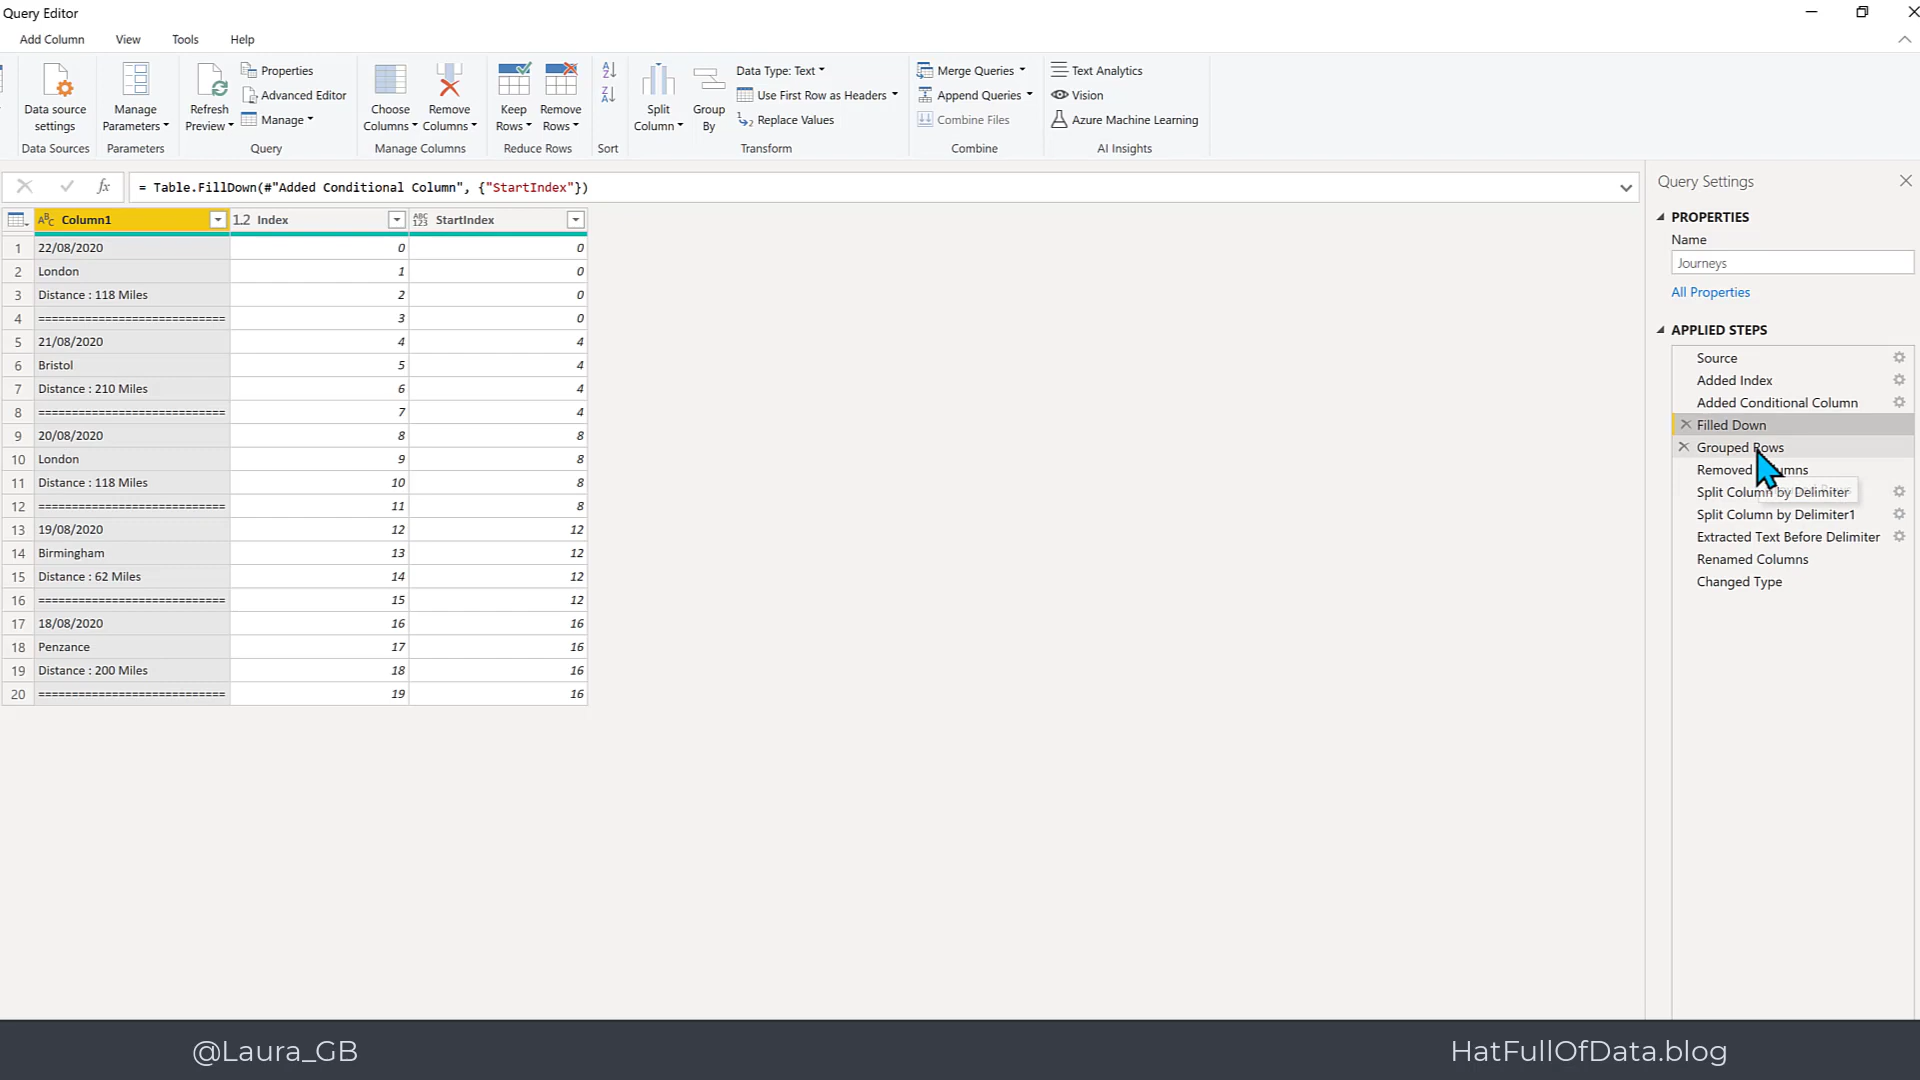 Query Editor
Add Column View Tools Help
Data source settings
Data Sources
Manage Parameters
Parameters
Refresh Preview
Properties
Advanced Editor
Manage
Query
Choose Columns
Remove Columns
Manage Columns
Keep Rows
Remove Rows
Reduce Rows
Sort
Split Column
Group By
Data Type: Text
Use First Row as Headers
Replace Values
Transform
Merge Queries
Append Queries
Combine Files
Combine
Text Analytics
Vision
Azure Machine Learning
AI Insights
fx = Table.FillDown(#"Added Conditional Column", {"StartIndex"})
ABC Column1 1.2 Index ABC 123 StartIndex
1 22/08/2020 0 0
2 London 1 0
3 Distance : 118 Miles 2 0
4 ============================ 3 0
5 21/08/2020 4 4
6 Bristol 5 4
7 Distance : 210 Miles 6 4
8 ============================ 7 4
9 20/08/2020 8 8
10 London 9 8
11 Distance : 118 Miles 10 8
12 ============================ 11 8
13 19/08/2020 12 12
14 Birmingham 13 12
15 Distance : 62 Miles 14 12
16 ============================ 15 12
17 18/08/2020 16 16
18 Penzance 17 16
19 Distance : 200 Miles 18 16
20 ============================ 19 16
Query Settings
PROPERTIES
Name
Journeys
All Properties
APPLIED STEPS
Source
Added Index
Added Conditional Column
Filled Down
Grouped Rows
Removed Columns
Split Column by Delimiter
Split Column by Delimiter1
Extracted Text Before Delimiter
Renamed Columns
Changed Type
@Laura_GB
HatFullOfData.blog